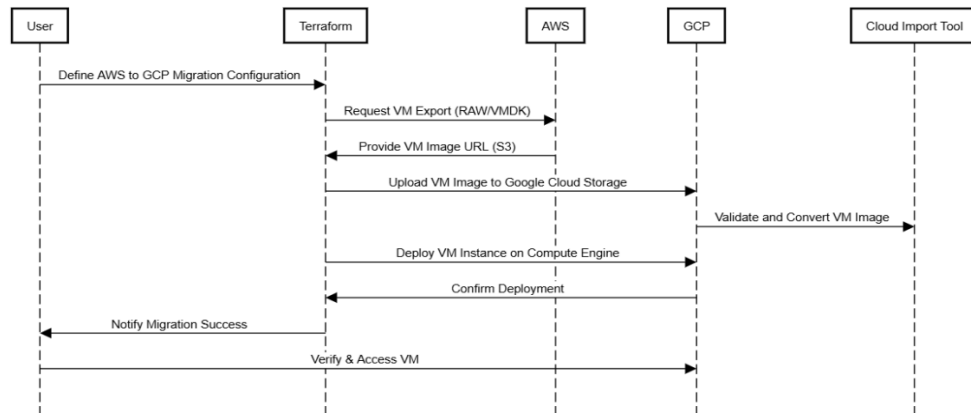 User
Terraform
AWS
GCP
Cloud Import Tool
Define AWS to GCP Migration Configuration
Request VM Export (RAW/VMDK)
Provide VM Image URL (S3)
Upload VM Image to Google Cloud Storage
Validate and Convert VM Image
Deploy VM Instance on Compute Engine
Confirm Deployment
Notify Migration Success
Verify & Access VM